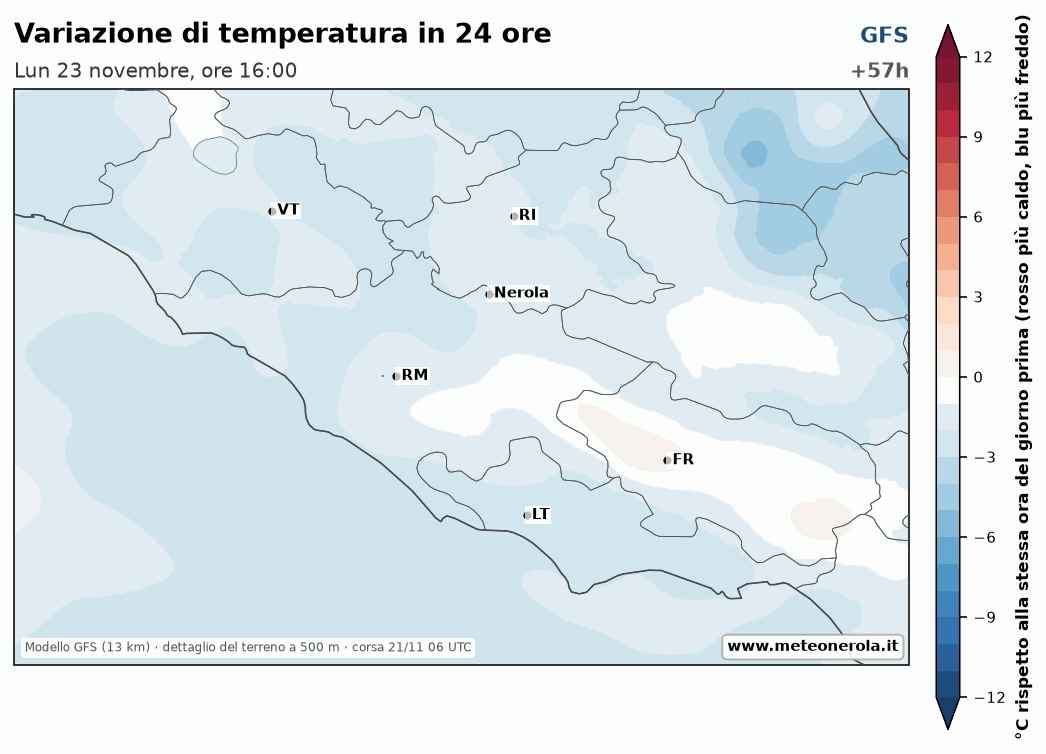 Variazione di temperatura in 24 ore
GFS
Lun 23 novembre, ore 16:00
+57h
VT
RI
Nerola
RM
FR
LT
Modello GFS (13 km) · dettaglio del terreno a 500 m · corsa 21/11 06 UTC
www.meteonerola.it
12
9
6
3
0
−3
−6
−9
−12
°C rispetto alla stessa ora del giorno prima (rosso più caldo, blu più freddo)